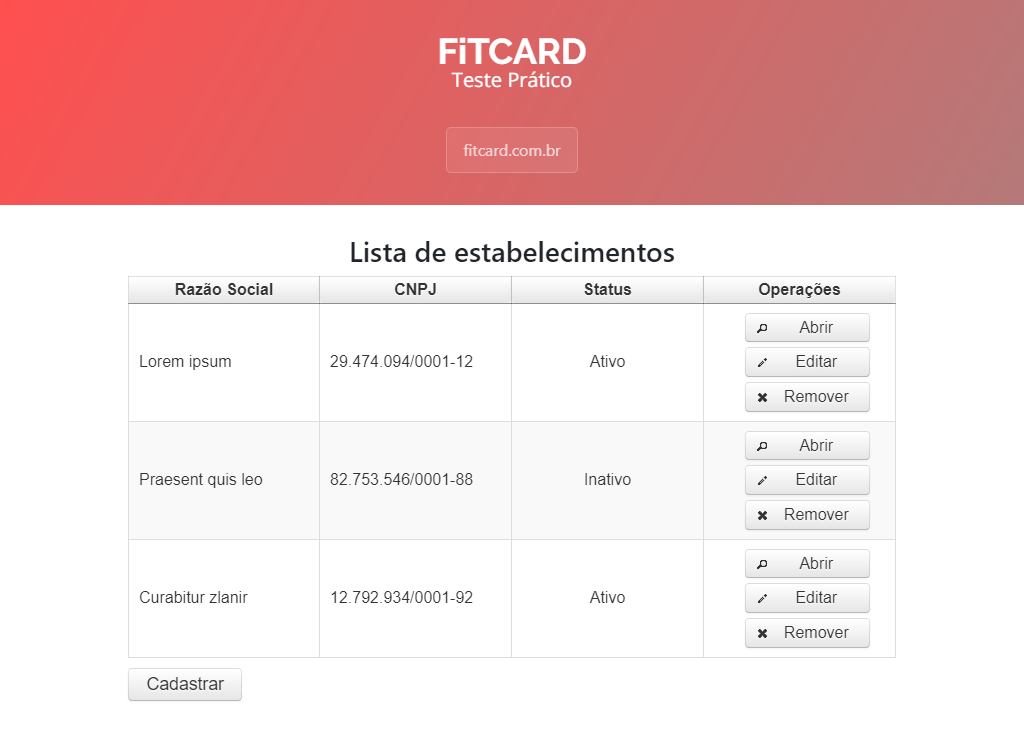 FiTCARD
Teste Prático
fitcard.com.br
Lista de estabelecimentos
Razão Social CNPJ Status Operações
Abrir
Lorem ipsum 29.474.094/0001-12 Ativo Editar
Remover
Abrir
Praesent quis leo 82.753.546/0001-88 Inativo Editar
Remover
Abrir
Curabitur zlanir 12.792.934/0001-92 Ativo Editar
Remover
Cadastrar